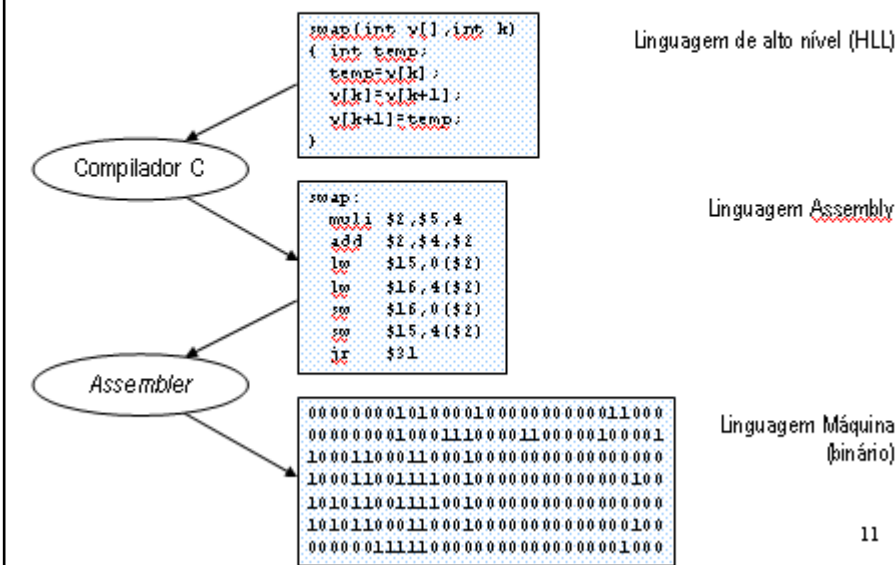 swap(int v[],int k)
{ int temp;
temp=v[k];
v[k]=v[k+1];
v[k+1]=temp;
}
Linguagem de alto nível (HLL)
Compilador C
swap:
muli $2,$5,4
add $2,$4,$2
lw $15,0($2)
lw $16,4($2)
sw $16,0($2)
sw $15,4($2)
jr $31
Linguagem Assembly
Assembler
00000000101000010000000000011000
00000000100011100001100000100001
10001100011000100000000000000000
10001100111100100000000000000100
10101100111100100000000000000000
10101100011000100000000000000100
00000011111000000000000000001000
Linguagem Máquina
(binário)
11